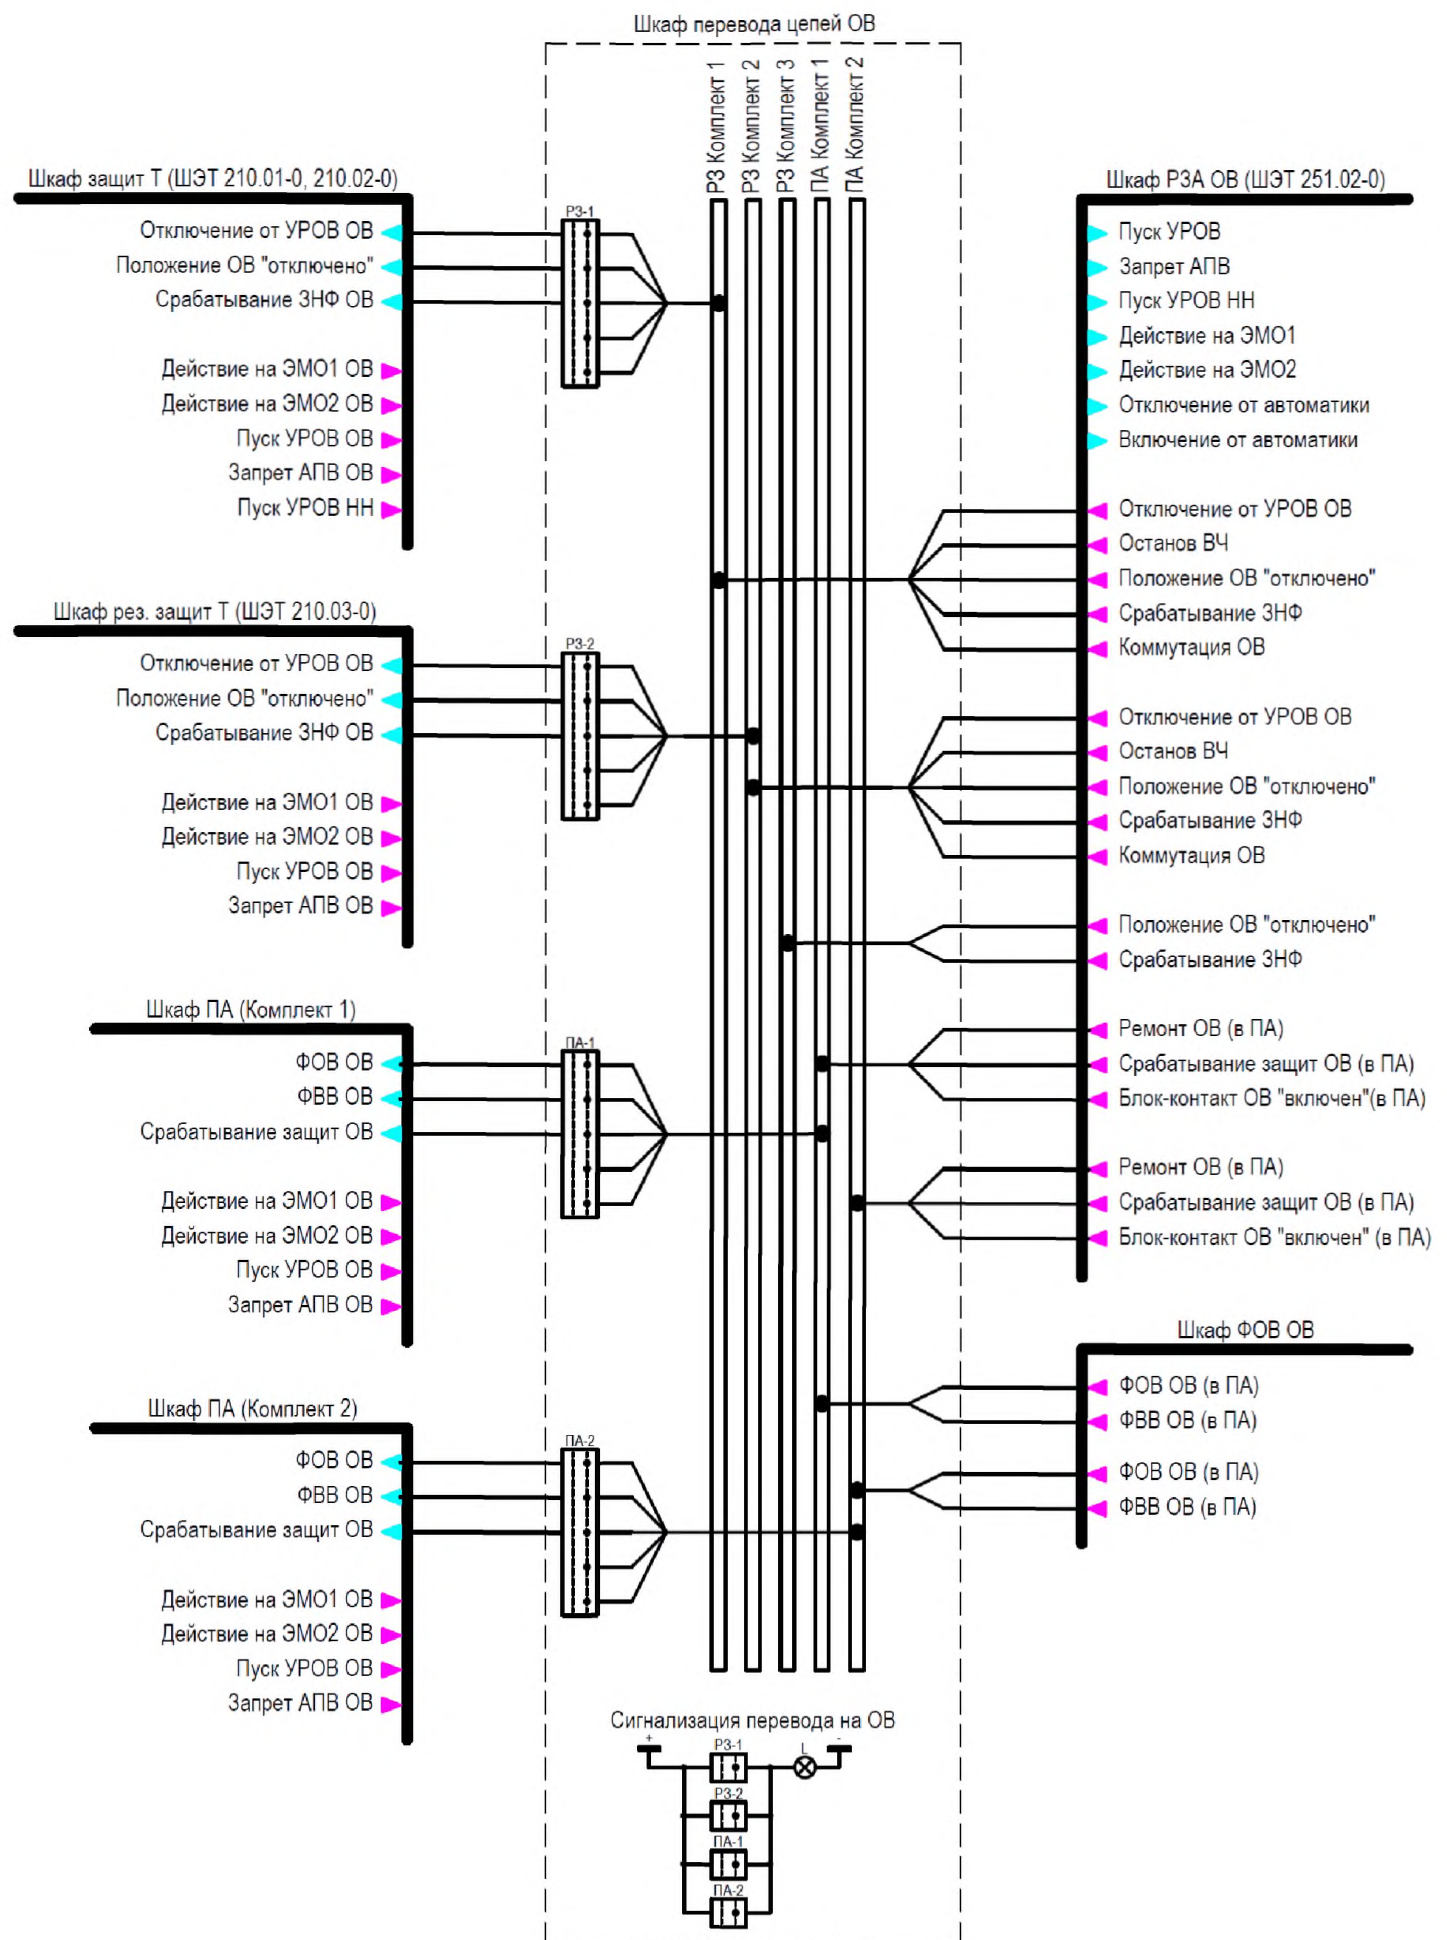 Шкаф перевода цепей ОВ
РЗ Комплект 1
РЗ Комплект 2
РЗ Комплект 3
ПА Комплект 1
ПА Комплект 2
Шкаф защит Т (ШЭТ 210.01-0, 210.02-0)
Отключение от УРОВ ОВ
Положение ОВ "отключено"
Срабатывание ЗНФ ОВ
Действие на ЭМО1 ОВ
Действие на ЭМО2 ОВ
Пуск УРОВ ОВ
Запрет АПВ ОВ
Пуск УРОВ НН
РЗ-1
Шкаф рез. защит Т (ШЭТ 210.03-0)
Отключение от УРОВ ОВ
Положение ОВ "отключено"
Срабатывание ЗНФ ОВ
Действие на ЭМО1 ОВ
Действие на ЭМО2 ОВ
Пуск УРОВ ОВ
Запрет АПВ ОВ
РЗ-2
Шкаф ПА (Комплект 1)
ФОВ ОВ
ФВВ ОВ
Срабатывание защит ОВ
Действие на ЭМО1 ОВ
Действие на ЭМО2 ОВ
Пуск УРОВ ОВ
Запрет АПВ ОВ
ПА-1
Шкаф ПА (Комплект 2)
ФОВ ОВ
ФВВ ОВ
Срабатывание защит ОВ
Действие на ЭМО1 ОВ
Действие на ЭМО2 ОВ
Пуск УРОВ ОВ
Запрет АПВ ОВ
ПА-2
Шкаф РЗА ОВ (ШЭТ 251.02-0)
Пуск УРОВ
Запрет АПВ
Пуск УРОВ НН
Действие на ЭМО1
Действие на ЭМО2
Отключение от автоматики
Включение от автоматики
Отключение от УРОВ ОВ
Останов ВЧ
Положение ОВ "отключено"
Срабатывание ЗНФ
Коммутация ОВ
Отключение от УРОВ ОВ
Останов ВЧ
Положение ОВ "отключено"
Срабатывание ЗНФ
Коммутация ОВ
Положение ОВ "отключено"
Срабатывание ЗНФ
Ремонт ОВ (в ПА)
Срабатывание защит ОВ (в ПА)
Блок-контакт ОВ "включен"(в ПА)
Ремонт ОВ (в ПА)
Срабатывание защит ОВ (в ПА)
Блок-контакт ОВ "включен" (в ПА)
Шкаф ФОВ ОВ
ФОВ ОВ (в ПА)
ФВВ ОВ (в ПА)
ФОВ ОВ (в ПА)
ФВВ ОВ (в ПА)
Сигнализация перевода на ОВ
+
РЗ-1
L
-
РЗ-2
ПА-1
ПА-2